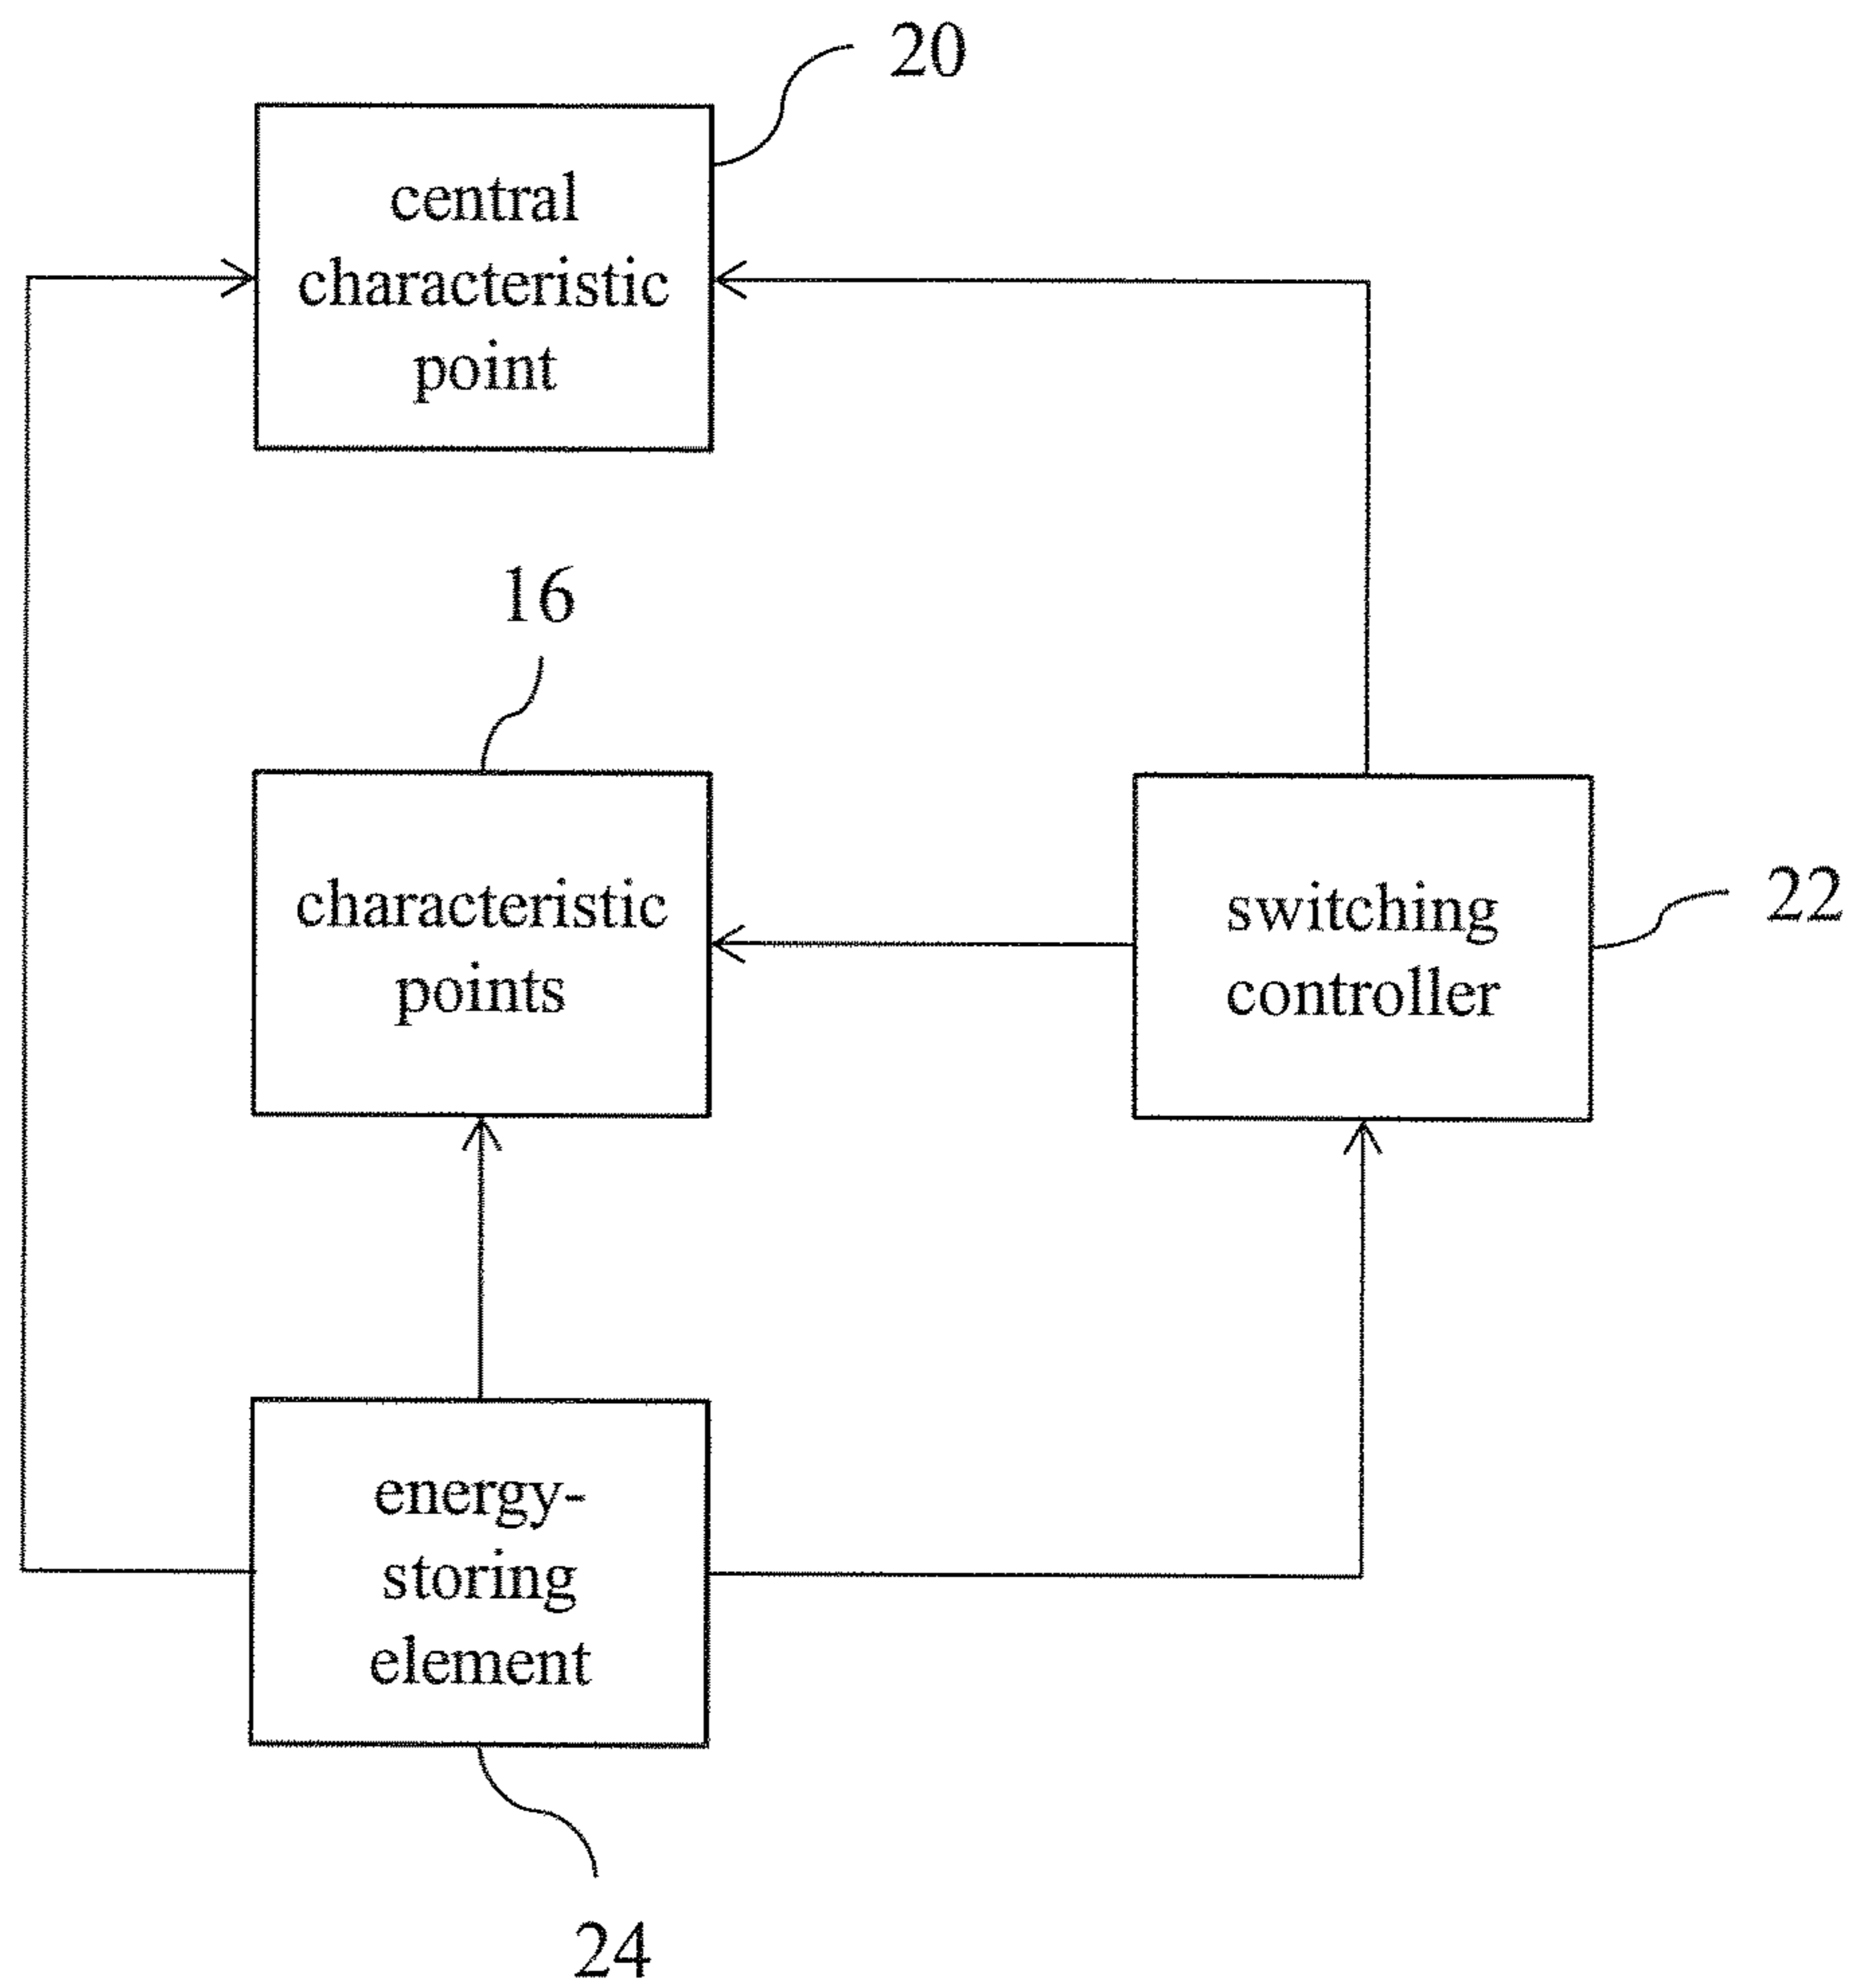 20
central
characteristic
point
16
characteristic
points
switching
controller
22
energy-
storing
element
24